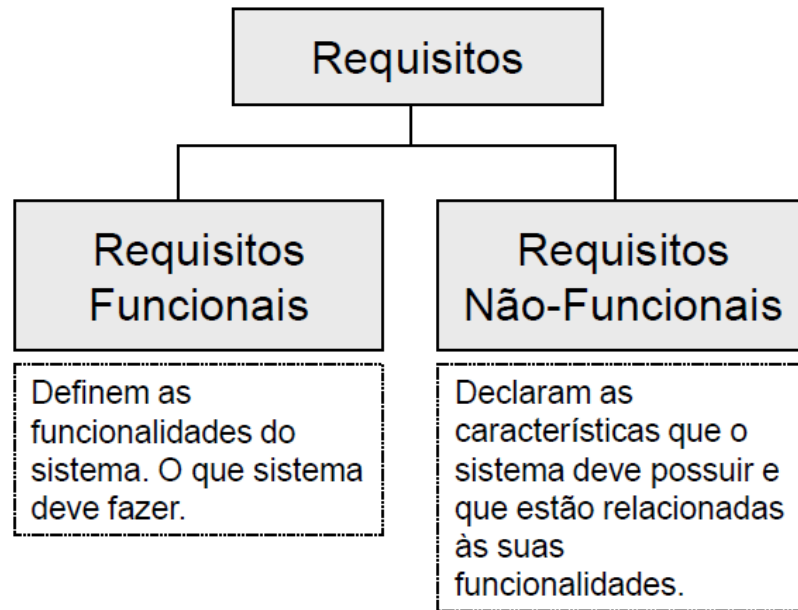 Requisitos
Requisitos
Funcionais
Requisitos
Não-Funcionais
Definem as
funcionalidades do
sistema. O que sistema
deve fazer.
Declaram as
características que o
sistema deve possuir e
que estão relacionadas
às suas
funcionalidades.